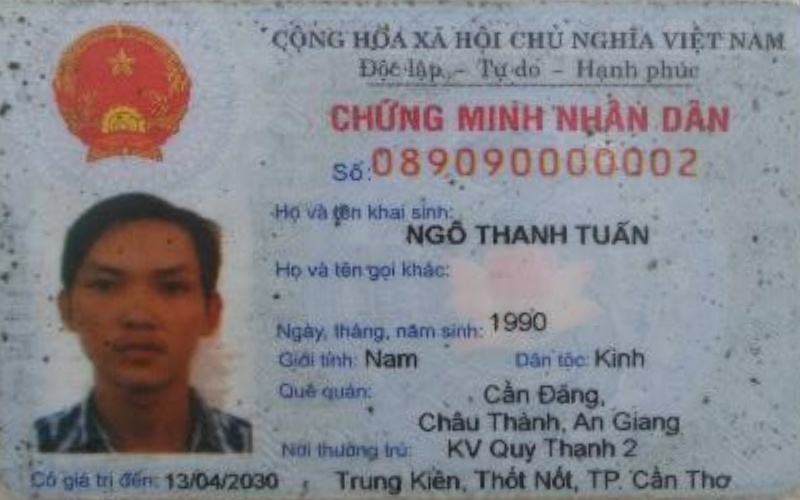 CỘNG HÒA XÃ HỘI CHỦ NGHĨA VIỆT NAM
Độc lập - Tự do - Hạnh phúc
CHỨNG MINH NHÂN DÂN
Số: 089090000002
Họ và tên khai sinh:
NGÔ THANH TUẤN
Họ và tên gọi khác:
Ngày, tháng, năm sinh: 1990
Giới tính: Nam Dân tộc: Kinh
Quê quán: Cần Đăng,
Châu Thành, An Giang
Nơi thường trú: KV Quy Thạnh 2
Trung Kiên, Thốt Nốt, TP. Cần Thơ
Có giá trị đến: 13/04/2030